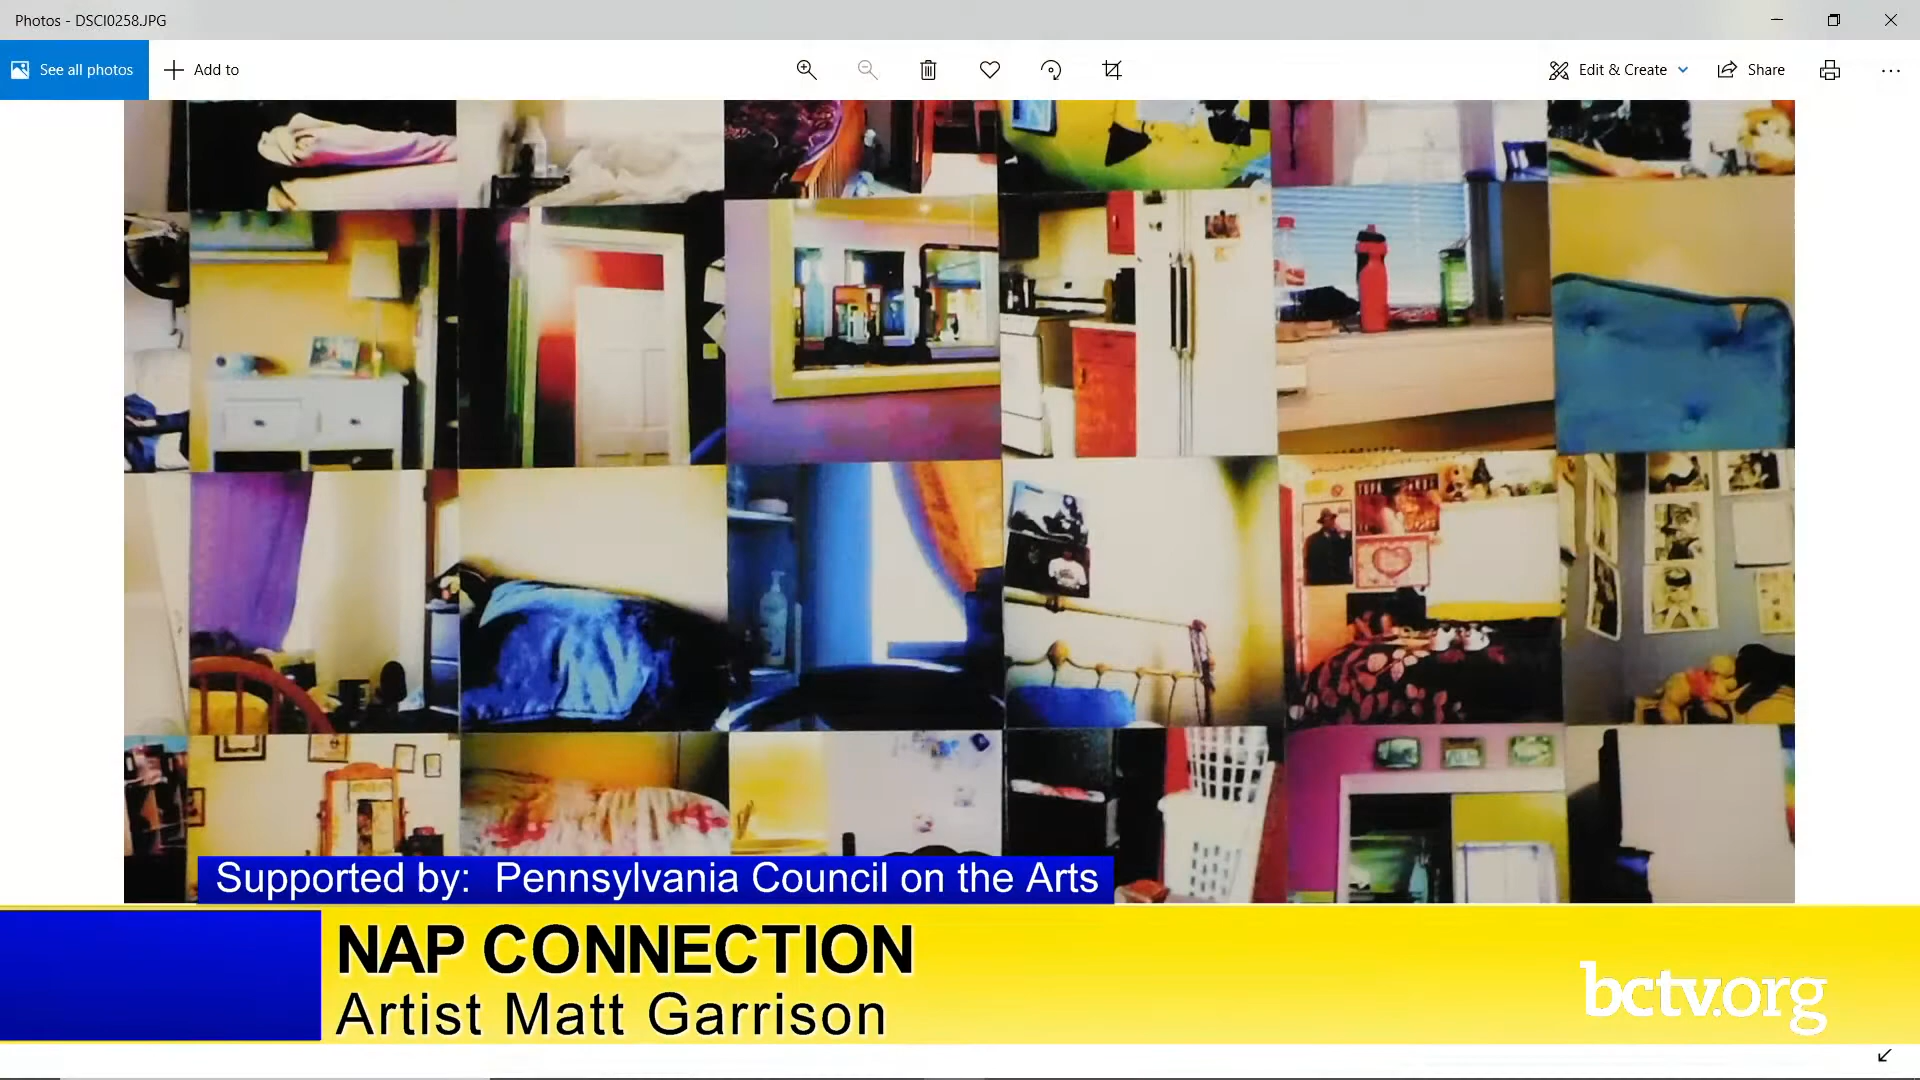 Photos - DSCI0258.JPG
See all photos
Add to
Edit & Create
Share
Supported by: Pennsylvania Council on the Arts
NAP CONNECTION
Artist Matt Garrison
bctv.org